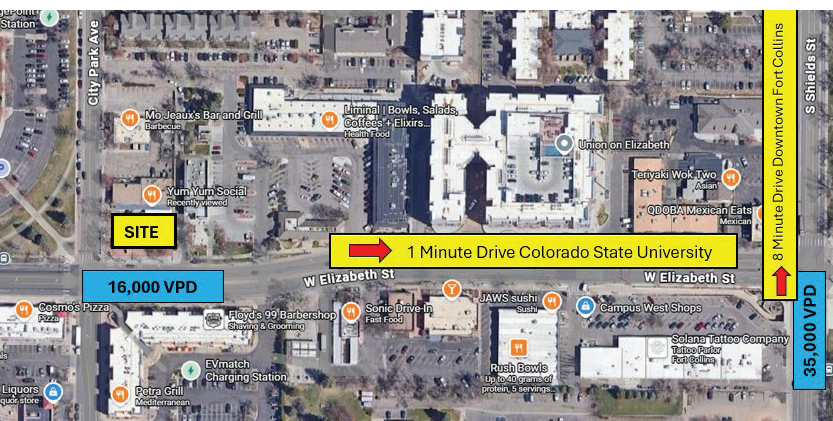 Station
City Park Ave
Mo Jeaux's Bar and Grill
Barbecue
Liminal | Bowls, Salads,
Coffees + Elixirs...
Health Food
Union on Elizabeth
Yum Yum Social
Recently viewed
Teriyaki Wok Two
Asian
QDOBA Mexican Eats
Mexican
8 Minute Drive Downtown Fort Collins
S Shields St
SITE
1 Minute Drive Colorado State University
W Elizabeth St
W Elizabeth St
16,000 VPD
35,000 VPD
Cosmo's Pizza
Pizza
Floyd's 99 Barbershop
Shaving & Grooming
Sonic Drive-In
Fast Food
JAWS sushi
Sushi
Campus West Shops
Solana Tattoo Company
Tattoo Parlor
Fort Collins
EVmatch
Charging Station
Rush Bowls
Up to 40 grams of
protein, 5 servings...
Liquors
quor store
Petra Grill
Mediterranean